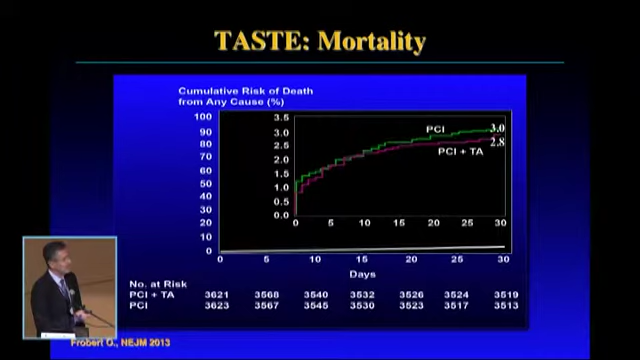 TASTE: Mortality
Cumulative Risk of Death
from Any Cause (%)
100
90
80
70
60
50
40
30
20
10
0
3.5
3.0
2.5
2.0
1.5
1.0
0.5
0.0
PCI
3.0
PCI + TA
2.8
0 5 10 15 20 25 30
0 5 10 15 20 25 30
Days
No. at Risk
PCI + TA 3621 3568 3540 3532 3526 3524 3519
PCI 3623 3567 3545 3530 3523 3517 3513
Frobert O., NEJM 2013